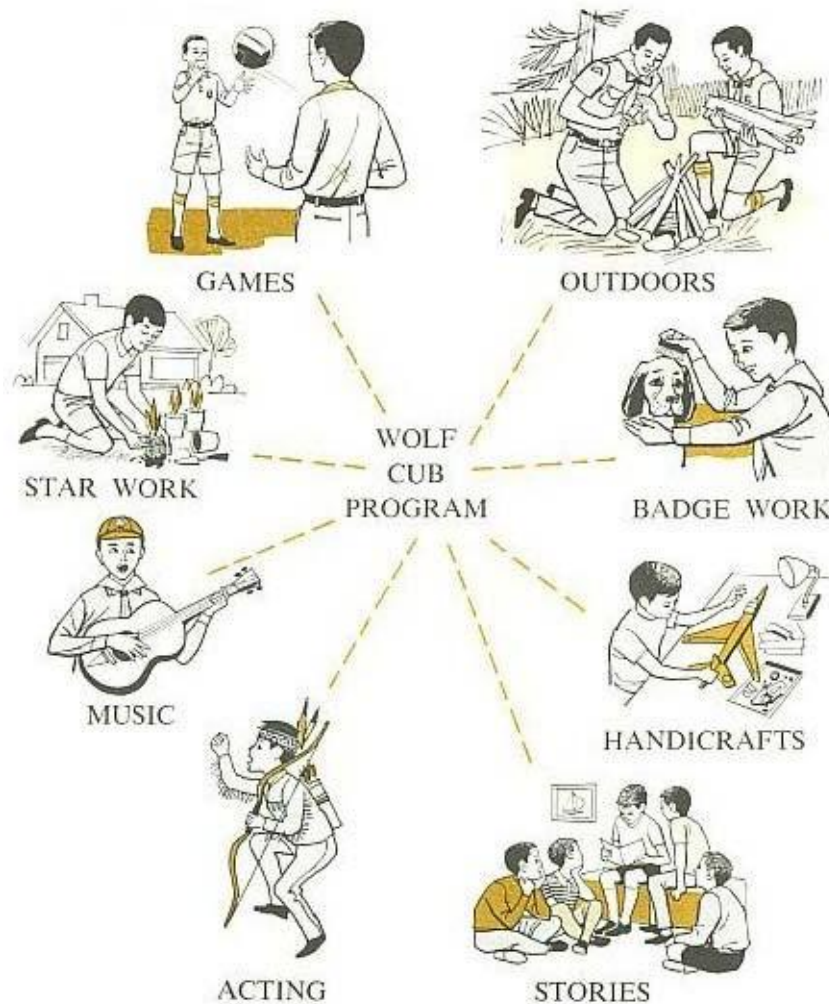 GAMES
OUTDOORS
WOLF
CUB
PROGRAM
STAR WORK
BADGE WORK
MUSIC
HANDICRAFTS
ACTING
STORIES